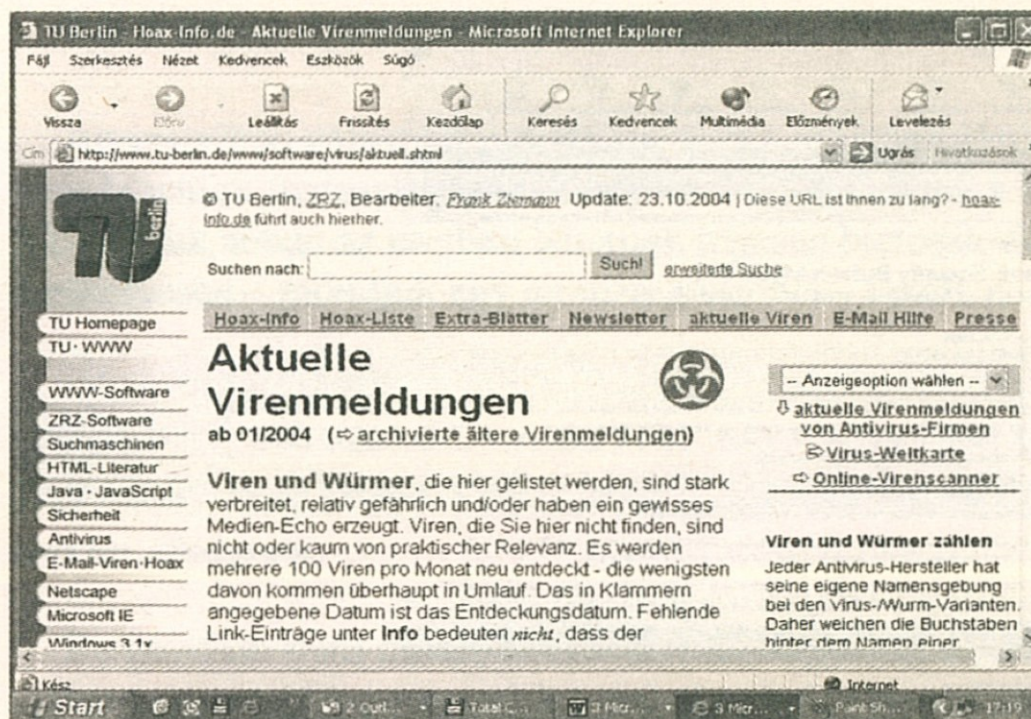 TU Berlin - Hoax-Info.de - Aktuelle Virenmeldungen - Microsoft Internet Explorer
Fájl Szerkesztés Nézet Kedvencek Eszközök Súgó
Vissza Előre Leállítás Frissítés Kezdőlap Keresés Kedvencek Multimédia Előzmények Levelezés
Cím http://www.tu-berlin.de/www/software/virus/aktuell.shtml Ugrás Hivatkozások
TU berlin
© TU Berlin, ZRZ, Bearbeiter: Frank Ziemann Update: 23.10.2004 | Diese URL ist Ihnen zu lang? - hoax-
info.de führt auch hierher.
Suchen nach: Such! erweiterte Suche
Hoax-Info Hoax-Liste Extra-Blätter Newsletter aktuelle Viren E-Mail Hilfe Presse
TU Homepage
TU · WWW
WWW-Software
ZRZ-Software
Suchmaschinen
HTML-Literatur
Java · JavaScript
Sicherheit
Antivirus
E-Mail-Viren·Hoax
Netscape
Microsoft IE
Windows 3.1x
Aktuelle
Virenmeldungen
ab 01/2004 (⇨ archivierte ältere Virenmeldungen)
Viren und Würmer, die hier gelistet werden, sind stark
verbreitet, relativ gefährlich und/oder haben ein gewisses
Medien-Echo erzeugt. Viren, die Sie hier nicht finden, sind
nicht oder kaum von praktischer Relevanz. Es werden
mehrere 100 Viren pro Monat neu entdeckt - die wenigsten
davon kommen überhaupt in Umlauf. Das in Klammern
angegebene Datum ist das Entdeckungsdatum. Fehlende
Link-Einträge unter Info bedeuten nicht, dass der
-- Anzeigeoption wählen --
aktuelle Virenmeldungen
von Antivirus-Firmen
Virus-Weltkarte
Online-Virenscanner
Viren und Würmer zählen
Jeder Antivirus-Hersteller hat
seine eigene Namensgebung
bei den Virus-/Wurm-Varianten.
Daher weichen die Buchstaben
hinter dem Namen einer
Kész Internet
Start 2 Outl... Total C... 3 Micr... 3 Micr... Paint Sh... 17:19